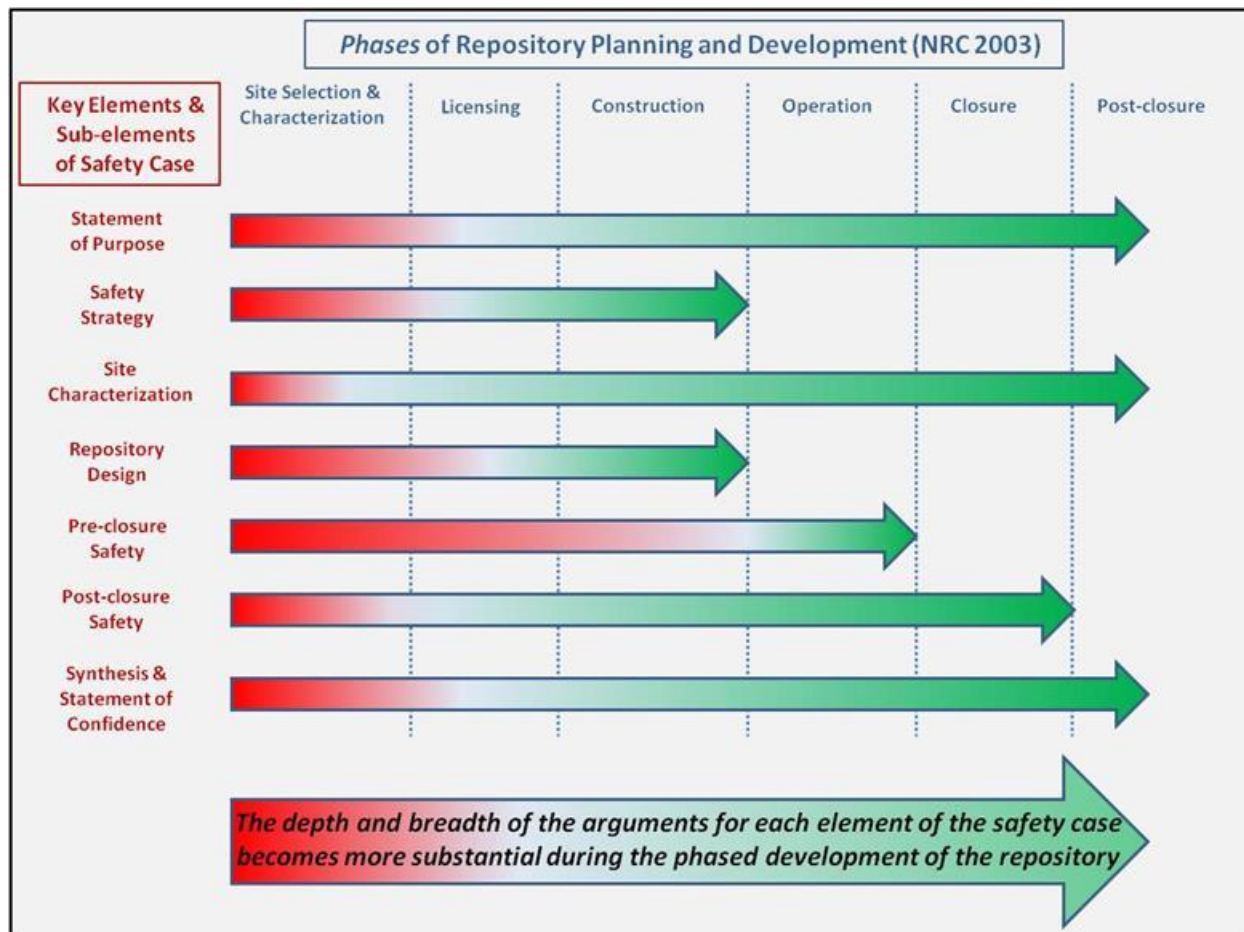 Phases of Repository Planning and Development (NRC 2003)
Key Elements &
Sub-elements
of Safety Case
Site Selection &
Characterization
Licensing
Construction
Operation
Closure
Post-closure
Statement
of Purpose
Safety
Strategy
Site
Characterization
Repository
Design
Pre-closure
Safety
Post-closure
Safety
Synthesis &
Statement of
Confidence
The depth and breadth of the arguments for each element of the safety case
becomes more substantial during the phased development of the repository